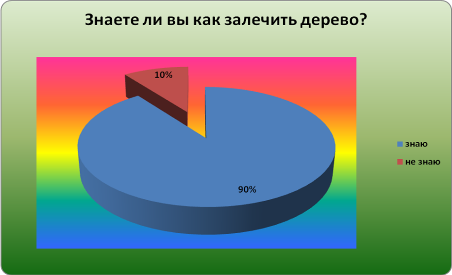 Знаете ли вы как залечить дерево?
10%
знаю
не знаю
90%